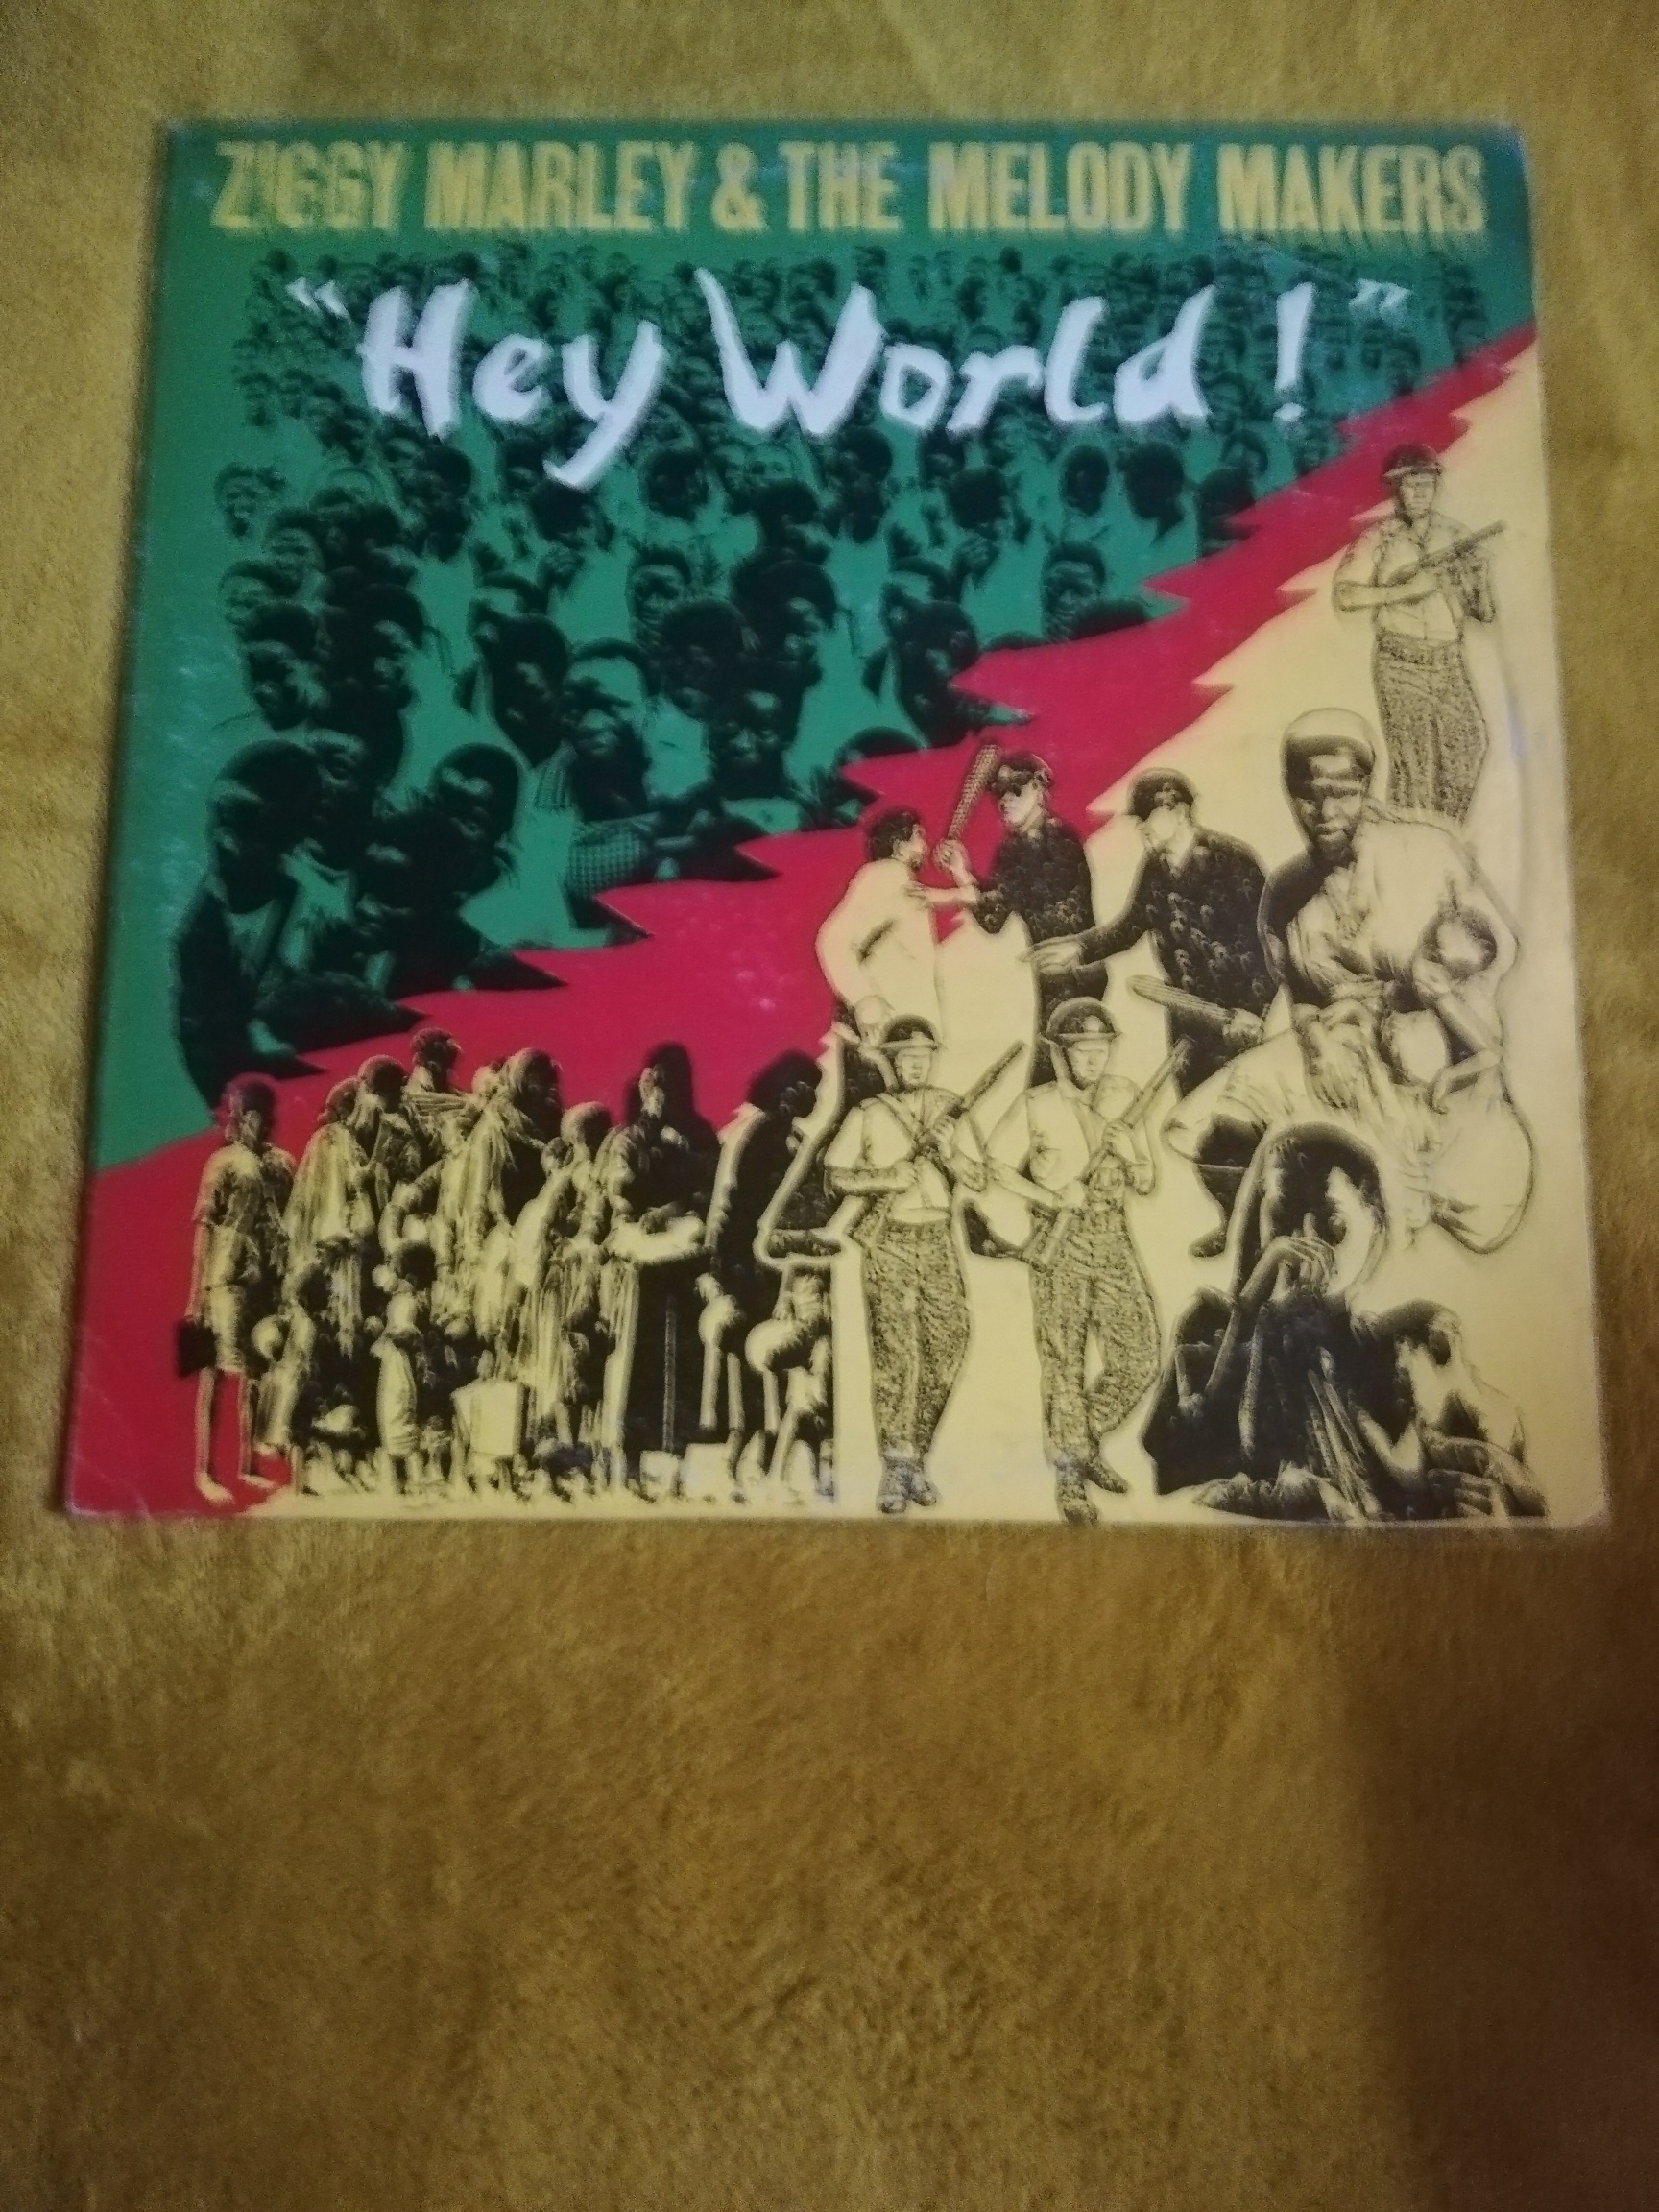 ZIGGY MARLEY & THE MELODY MAKERS
"Hey World!"